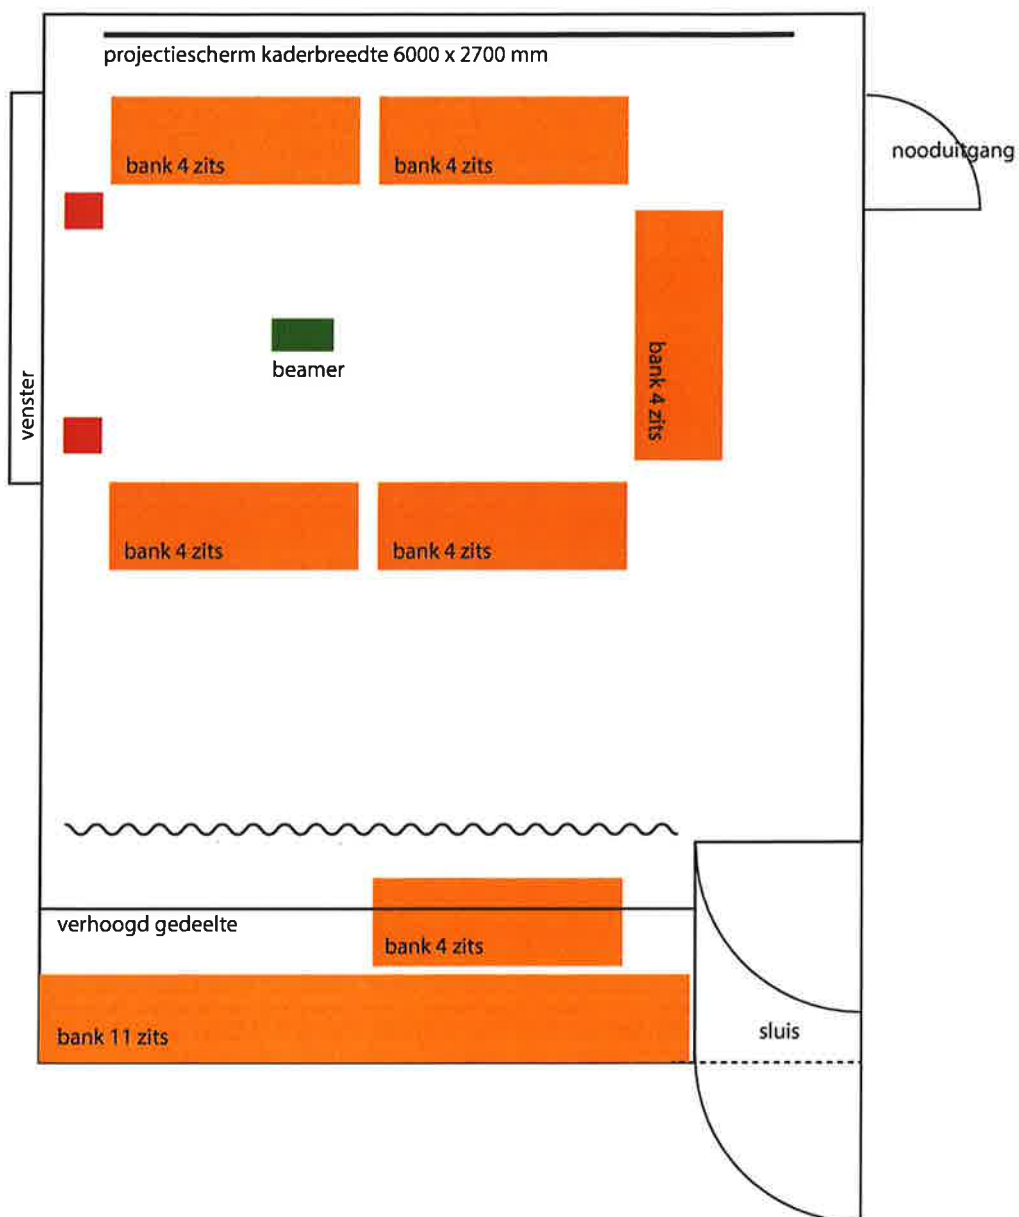 projectiescherm kaderbreedte 6000 x 2700 mm
bank 4 zits
bank 4 zits
nooduitgang
bank 4 zits
beamer
venster
bank 4 zits
bank 4 zits
verhoogd gedeelte
bank 4 zits
bank 11 zits
sluis